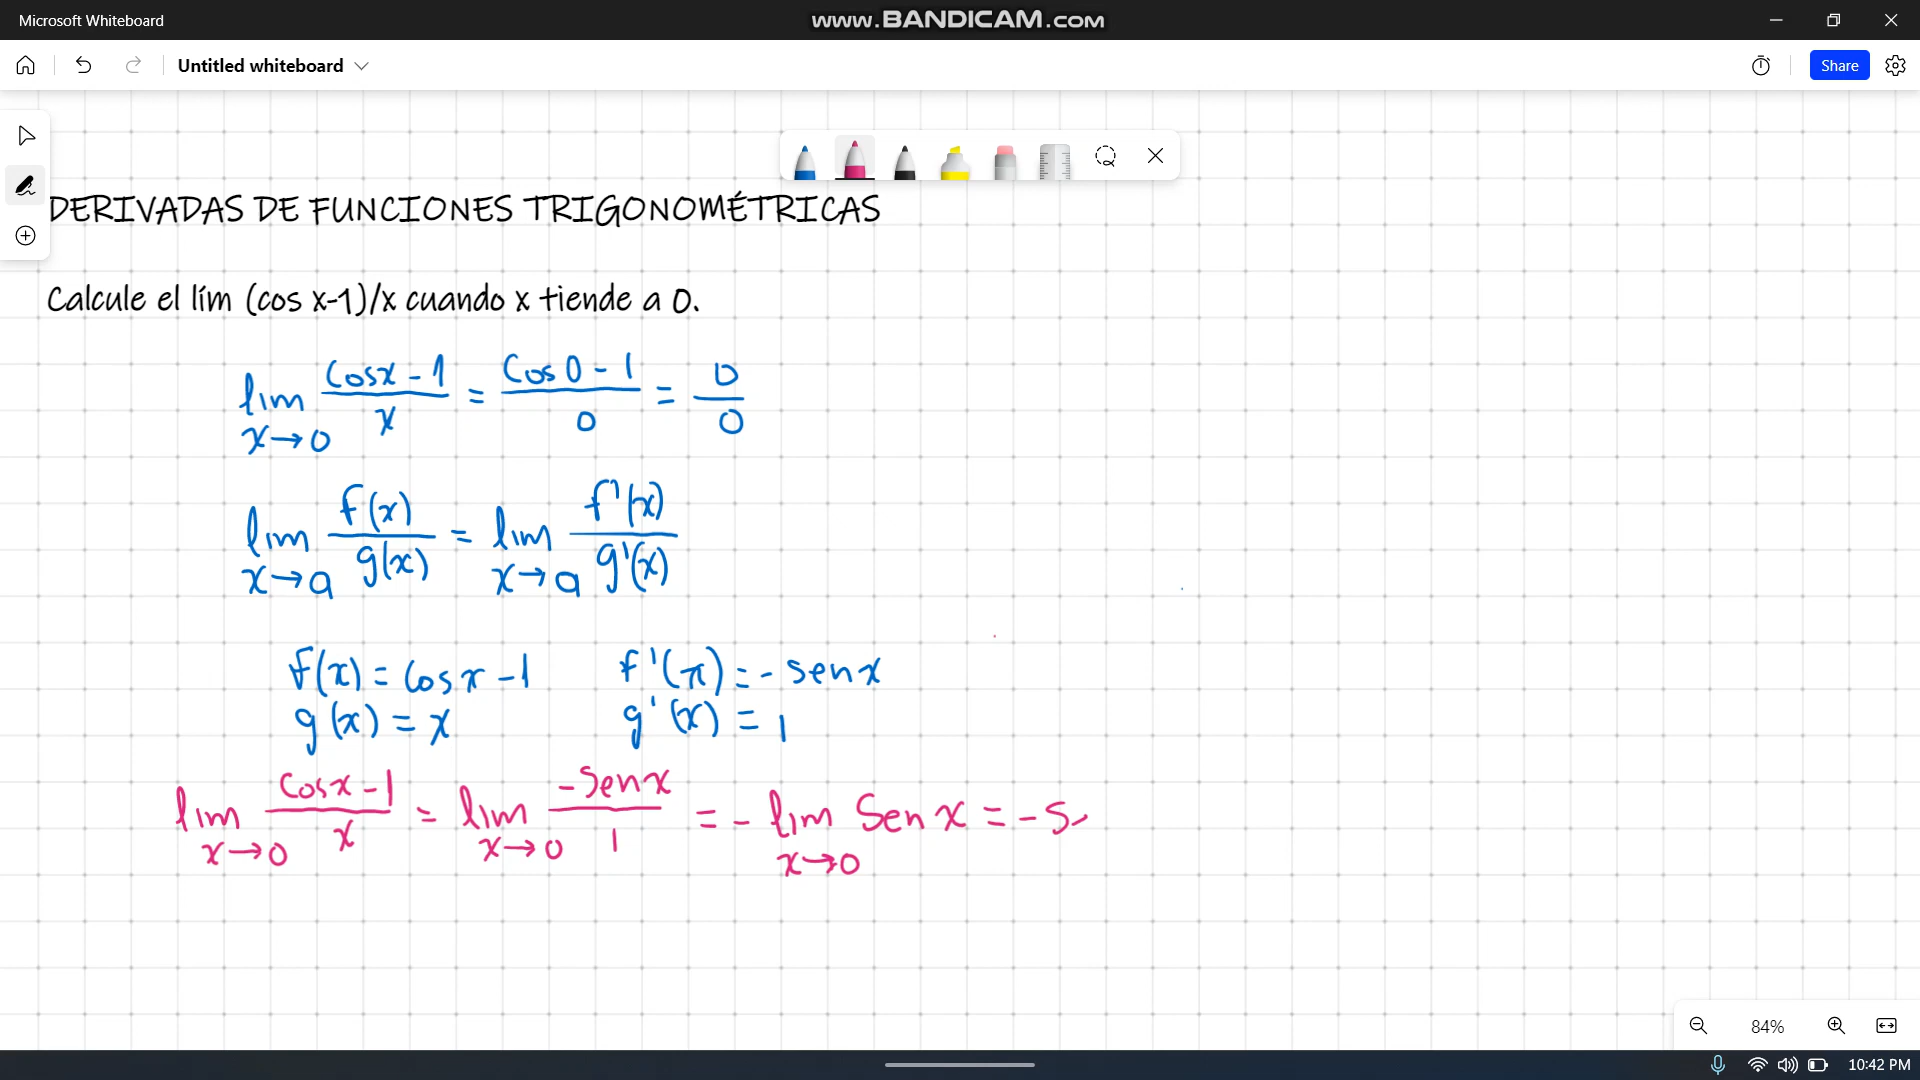 Microsoft Whiteboard
www.BANDICAM.com
Untitled whiteboard
Share
DERIVADAS DE FUNCIONES TRIGONOMÉTRICAS
Calcule el lím (cos x-1)/x cuando x tiende a 0.
lim x→0 (Cosx - 1)/x = (Cos 0 - 1)/0 = 0/0
lim x→a f(x)/g(x) = lim x→a f'(x)/g'(x)
f(x) = cosx - 1 f'(x) = - senx
g(x) = x g'(x) = 1
lim x→0 (Cosx - 1)/x = lim x→0 (-Senx)/1 = - lim x→0 Sen x = - s
84%
10:42 PM